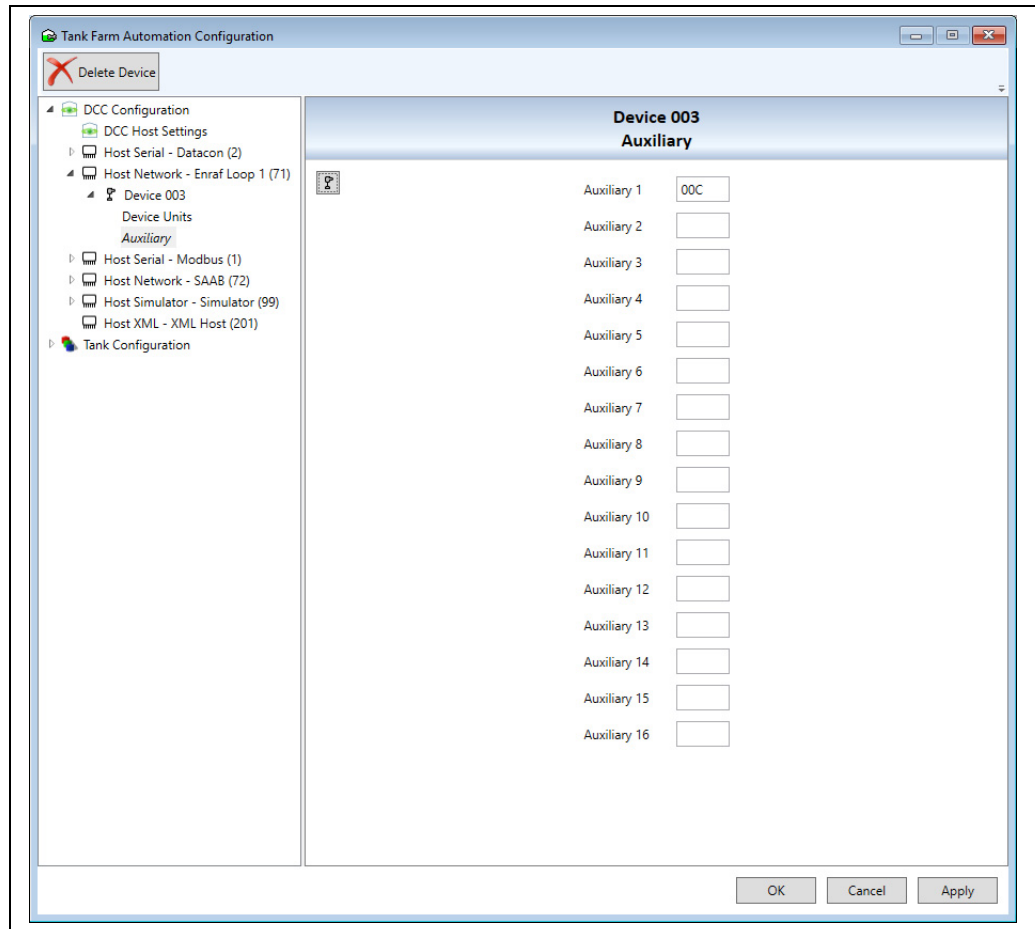 Tank Farm Automation Configuration
Delete Device
DCC Configuration
DCC Host Settings
Host Serial - Datacon (2)
Host Network - Enraf Loop 1 (71)
Device 003
Device Units
Auxiliary
Host Serial - Modbus (1)
Host Network - SAAB (72)
Host Simulator - Simulator (99)
Host XML - XML Host (201)
Tank Configuration
Device 003
Auxiliary
Auxiliary 1 00C
Auxiliary 2
Auxiliary 3
Auxiliary 4
Auxiliary 5
Auxiliary 6
Auxiliary 7
Auxiliary 8
Auxiliary 9
Auxiliary 10
Auxiliary 11
Auxiliary 12
Auxiliary 13
Auxiliary 14
Auxiliary 15
Auxiliary 16
OK Cancel Apply